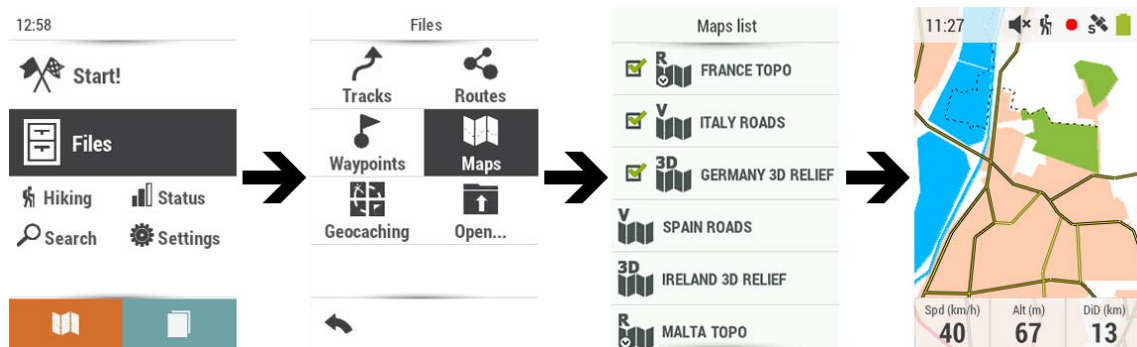 12:58
Start!
Files
Hiking
Status
Search
Settings
Files
Tracks
Routes
Waypoints
Maps
Geocaching
Open...
Maps list
R
FRANCE TOPO
V
ITALY ROADS
3D
GERMANY 3D RELIEF
V
SPAIN ROADS
3D
IRELAND 3D RELIEF
R
MALTA TOPO
11:27
S
Spd (km/h)
Alt (m)
DiD (km)
40
67
13